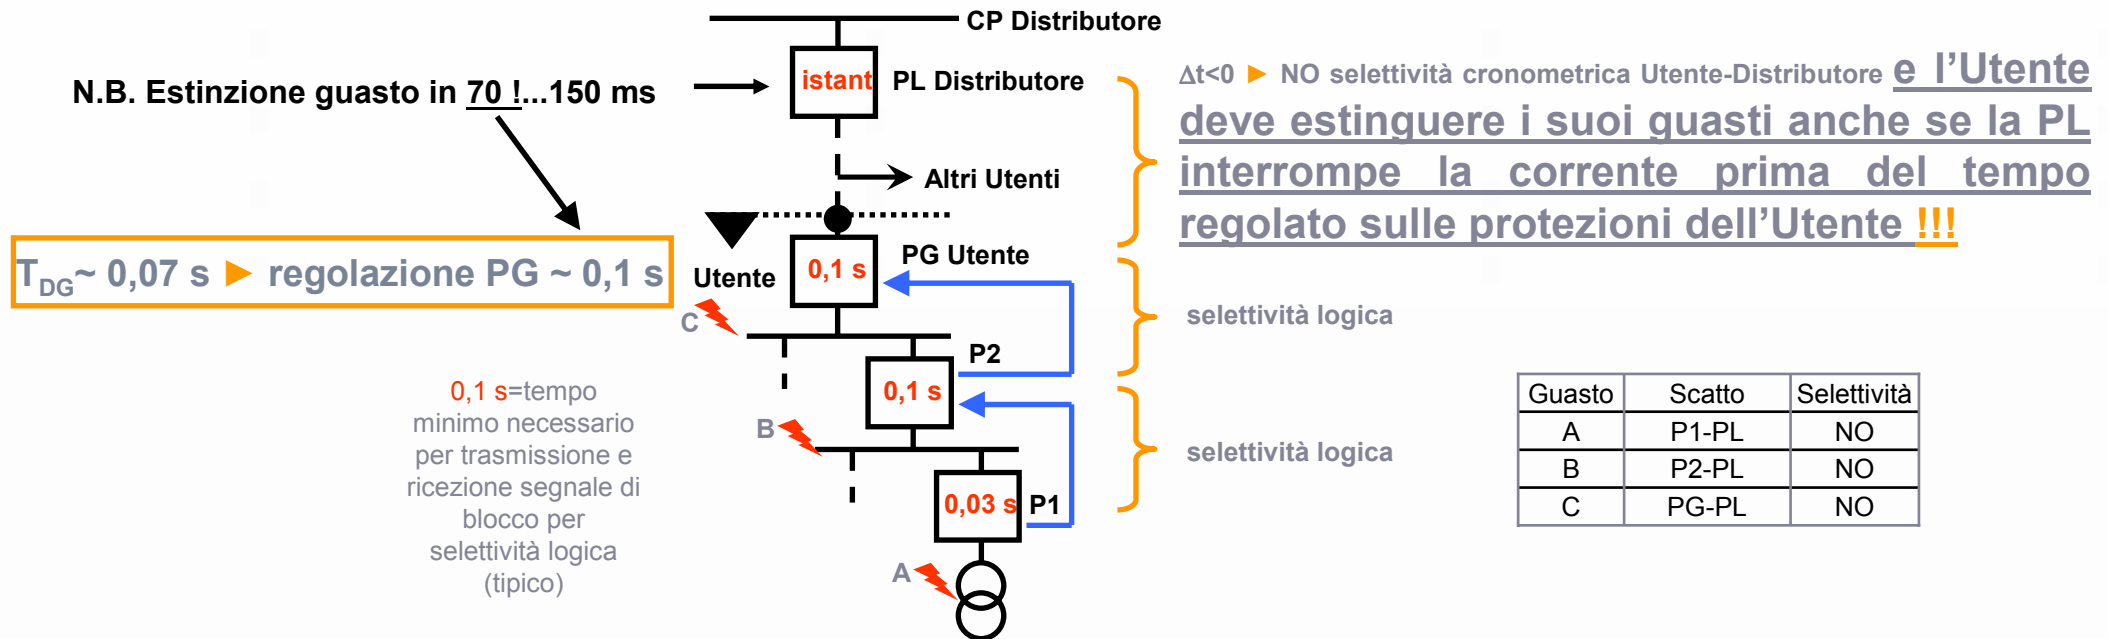 CP Distributore
N.B. Estinzione guasto in 70 !...150 ms
istant
PL Distributore
Δt<0 ► NO selettività cronometrica Utente-Distributore e l’Utente
deve estinguere i suoi guasti anche se la PL
interrompe la corrente prima del tempo
regolato sulle protezioni dell’Utente !!!
Altri Utenti
T_DG~ 0,07 s ► regolazione PG ~ 0,1 s
Utente
0,1 s
PG Utente
C
selettività logica
P2
0,1 s
0,1 s=tempo
minimo necessario
per trasmissione e
ricezione segnale di
blocco per
selettività logica
(tipico)
B
selettività logica
0,03 s
P1
A
Guasto Scatto Selettività
A P1-PL NO
B P2-PL NO
C PG-PL NO